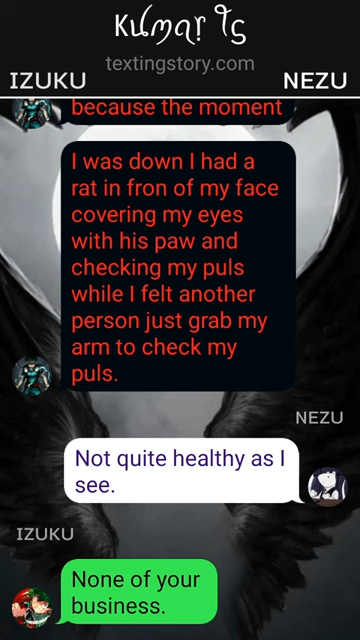 Kumar Ts
textingstory.com
IZUKU NEZU
because the moment
I was down I had a
rat in fron of my face
covering my eyes
with his paw and
checking my puls
while I felt another
person just grab my
arm to check my
puls.
NEZU
Not quite healthy as I
see.
IZUKU
None of your
business.